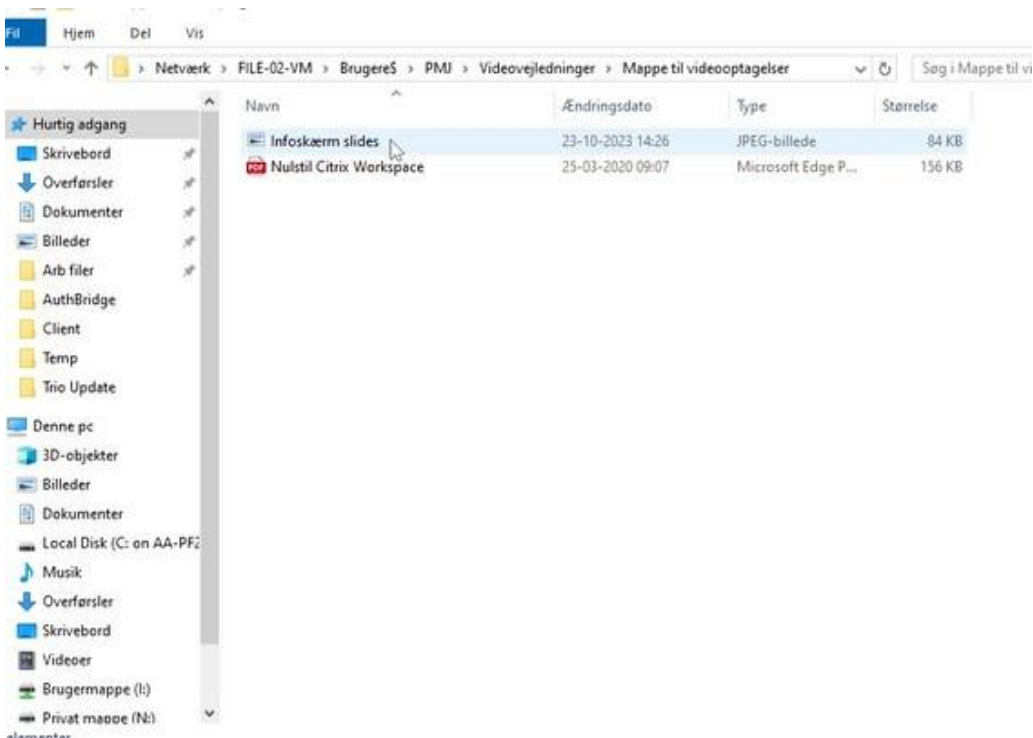 Fil Hjem Del Vis
Netværk › FILE-02-VM › Brugere$ › PMJ › Videovejledninger › Mappe til videooptagelser Søg i Mappe til vi
Navn Ændringsdato Type Størrelse
Infoskærm slides 23-10-2023 14:26 JPEG-billede 84 KB
Nulstil Citrix Workspace 25-03-2020 09:07 Microsoft Edge P... 156 KB
Hurtig adgang
Skrivebord
Overførsler
Dokumenter
Billeder
Arb filer
AuthBridge
Client
Temp
Trio Update
Denne pc
3D-objekter
Billeder
Dokumenter
Local Disk (C: on AA-PFZ
Musik
Overførsler
Skrivebord
Videoer
Brugermappe (I:)
Privat mappe (N:)
elementer